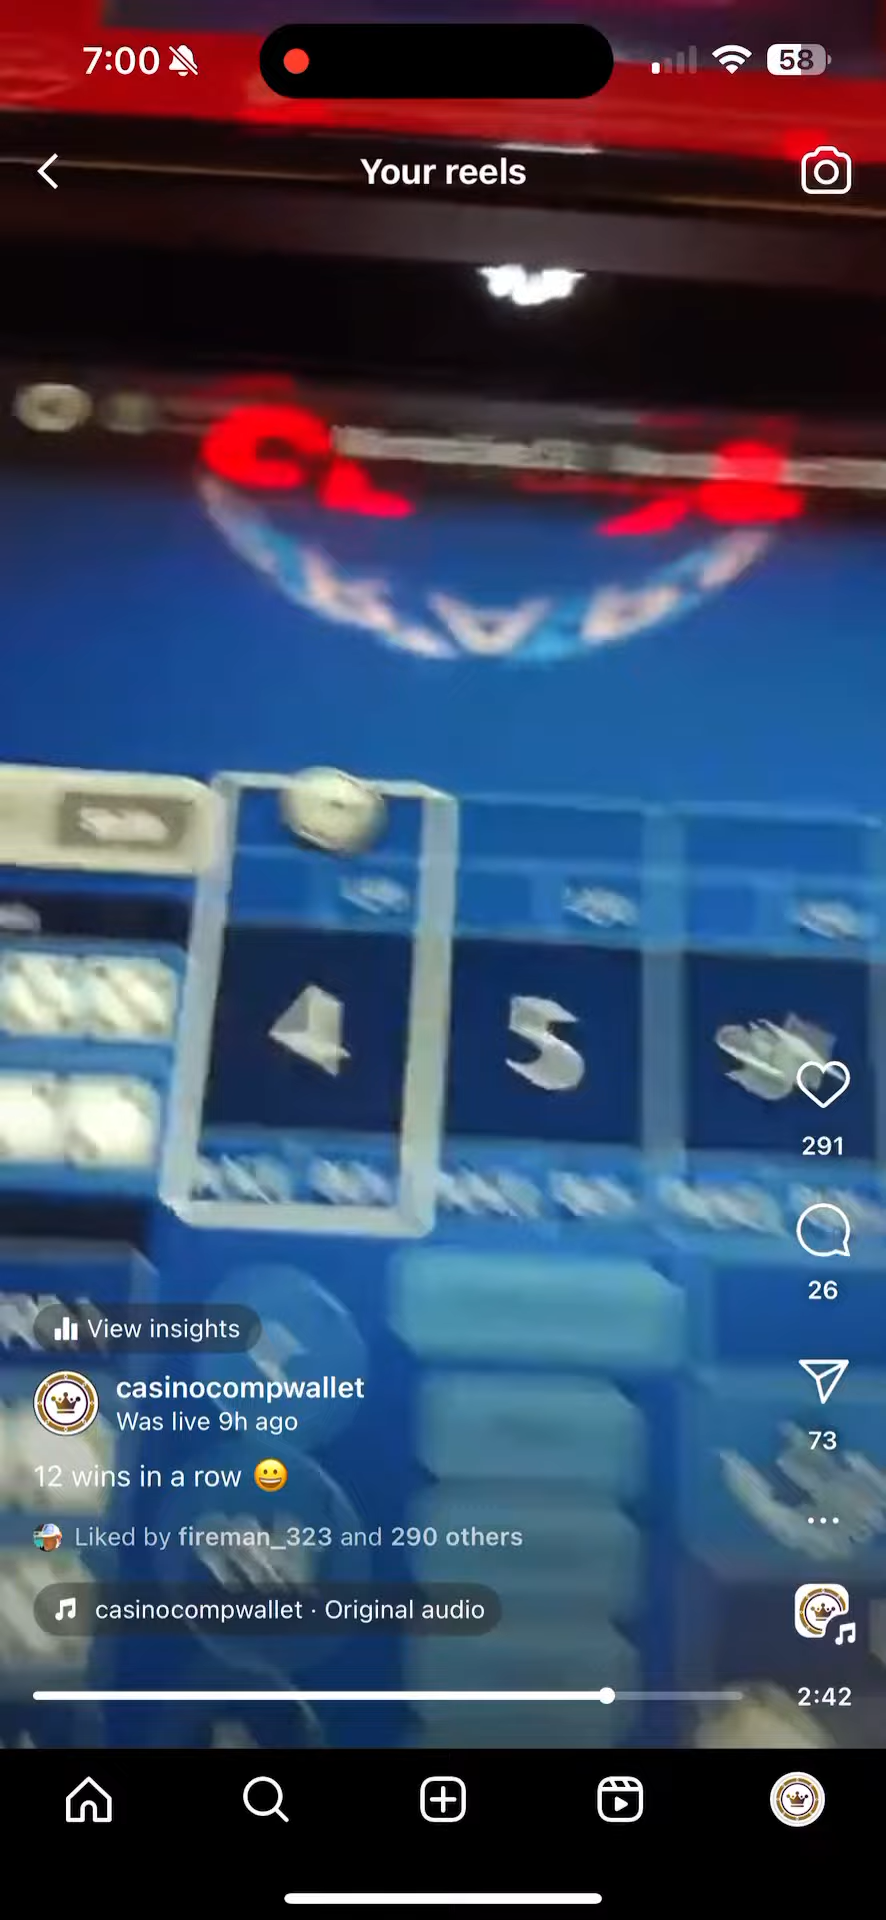 7:00
58
Your reels
4
5
291
26
View insights
casinocompwallet
Was live 9h ago
73
12 wins in a row 😀
Liked by fireman_323 and 290 others
casinocompwallet · Original audio
2:42